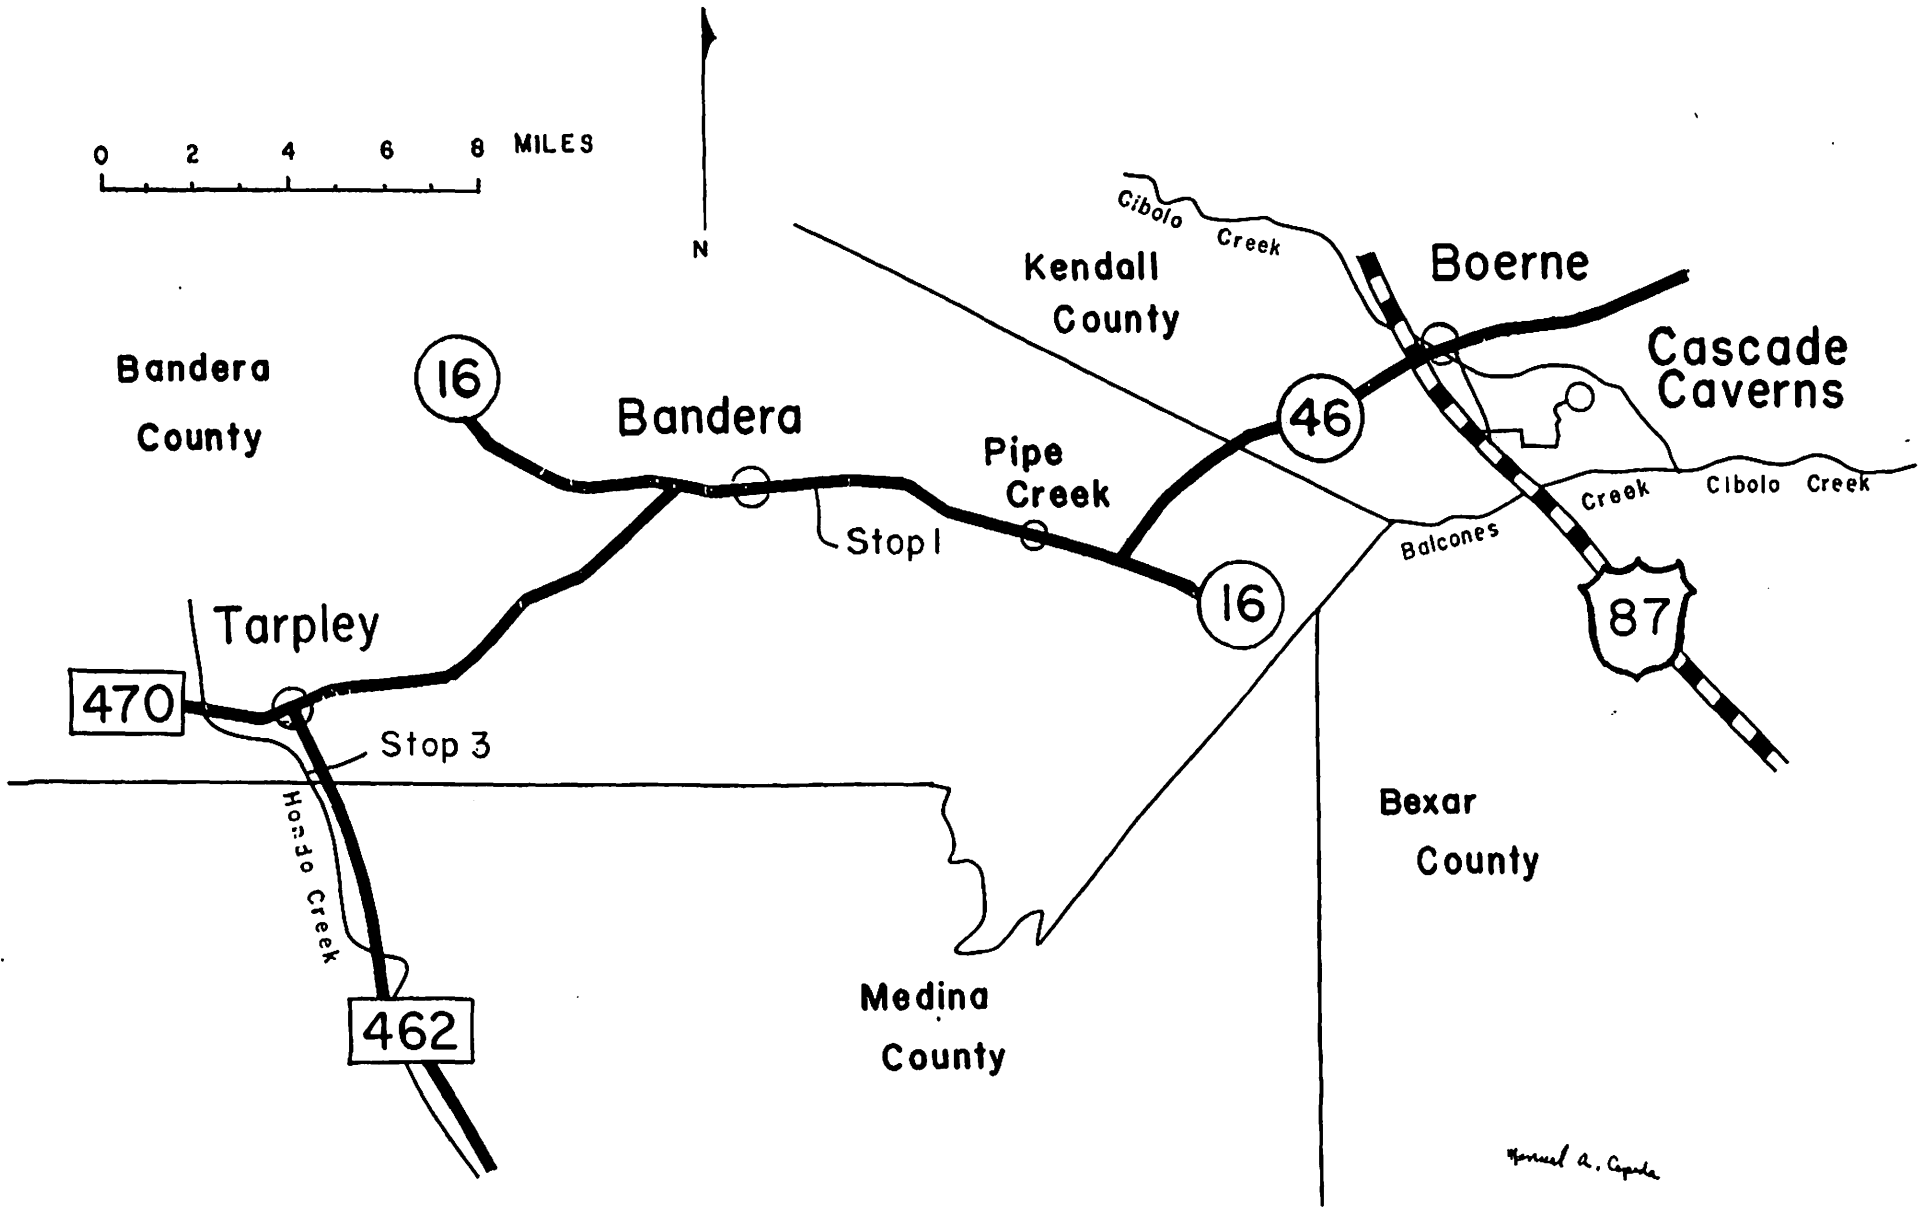 0 2 4 6 8 MILES
N
Cibolo Creek
Kendall
County
Boerne
Cascade
Caverns
Bandera
County
16
Bandera
46
Pipe
Creek
Stop 1
Balcones Creek
Cibolo Creek
16
87
Tarpley
470
Stop 3
Hondo Creek
Bexar
County
Medina
County
462
Manuel A. Cepeda